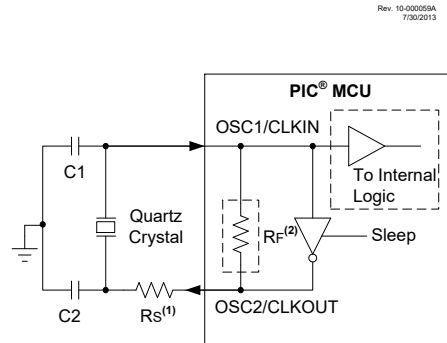 Rev. 10-000059A
7/30/2013
PIC® MCU
OSC1/CLKIN
C1
To Internal
Logic
Quartz
Crystal
RF(2)
Sleep
C2
RS(1)
OSC2/CLKOUT